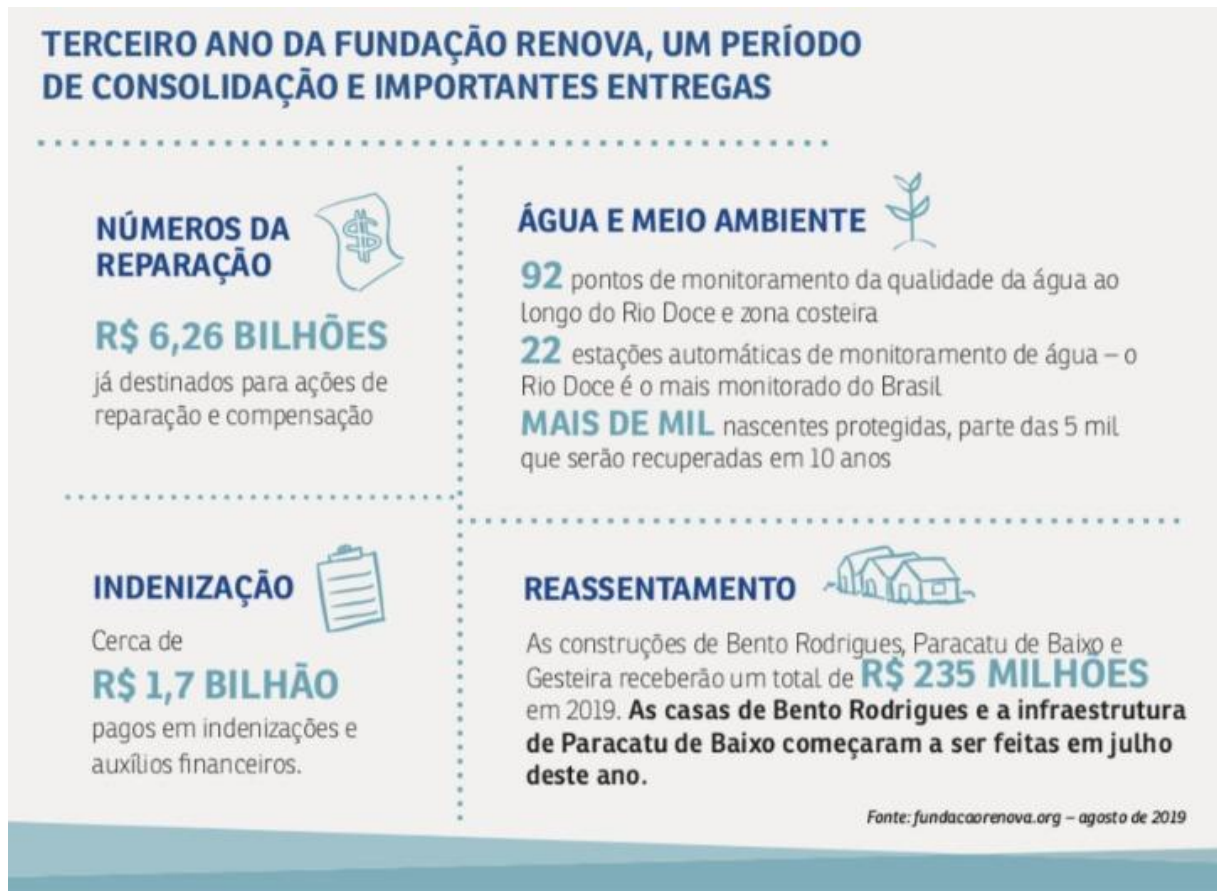 TERCEIRO ANO DA FUNDAÇÃO RENOVA, UM PERÍODO
DE CONSOLIDAÇÃO E IMPORTANTES ENTREGAS
NÚMEROS DA
REPARAÇÃO
R$ 6,26 BILHÕES
já destinados para ações de
reparação e compensação
ÁGUA E MEIO AMBIENTE
92 pontos de monitoramento da qualidade da água ao
longo do Rio Doce e zona costeira
22 estações automáticas de monitoramento de água – o
Rio Doce é o mais monitorado do Brasil
MAIS DE MIL nascentes protegidas, parte das 5 mil
que serão recuperadas em 10 anos
INDENIZAÇÃO
Cerca de
R$ 1,7 BILHÃO
pagos em indenizações e
auxílios financeiros.
REASSENTAMENTO
As construções de Bento Rodrigues, Paracatu de Baixo e
Gesteira receberão um total de R$ 235 MILHÕES
em 2019. As casas de Bento Rodrigues e a infraestrutura
de Paracatu de Baixo começaram a ser feitas em julho
deste ano.
Fonte: fundacaorenova.org – agosto de 2019